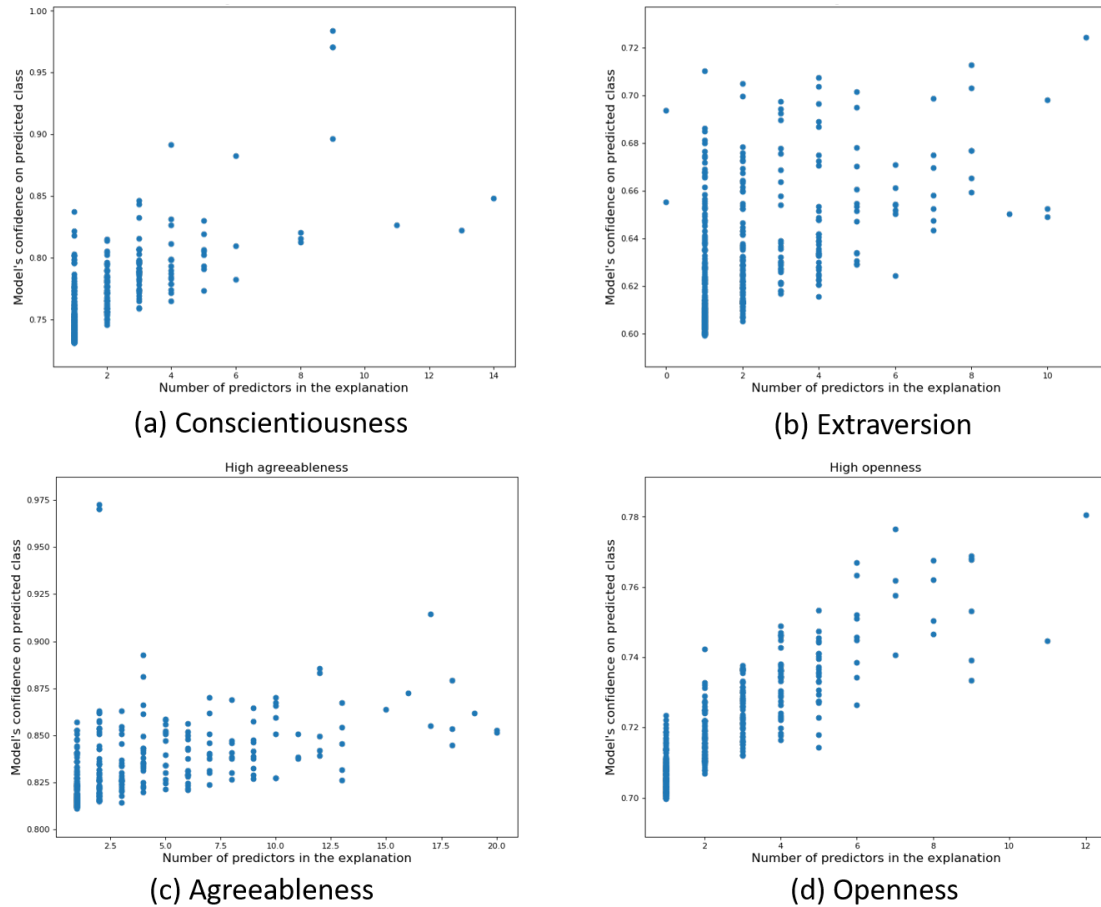 1.00
0.95
0.90
0.85
0.80
0.75
Model's confidence on predicted class
2 4 6 8 10 12 14
Number of predictors in the explanation
(a) Conscientiousness
0.72
0.70
0.68
0.66
0.64
0.62
0.60
Model's confidence on predicted class
0 2 4 6 8 10
Number of predictors in the explanation
(b) Extraversion
High agreeableness
0.975
0.950
0.925
0.900
0.875
0.850
0.825
0.800
Model's confidence on predicted class
2.5 5.0 7.5 10.0 12.5 15.0 17.5 20.0
Number of predictors in the explanation
(c) Agreeableness
High openness
0.78
0.76
0.74
0.72
0.70
Model's confidence on predicted class
2 4 6 8 10 12
Number of predictors in the explanation
(d) Openness